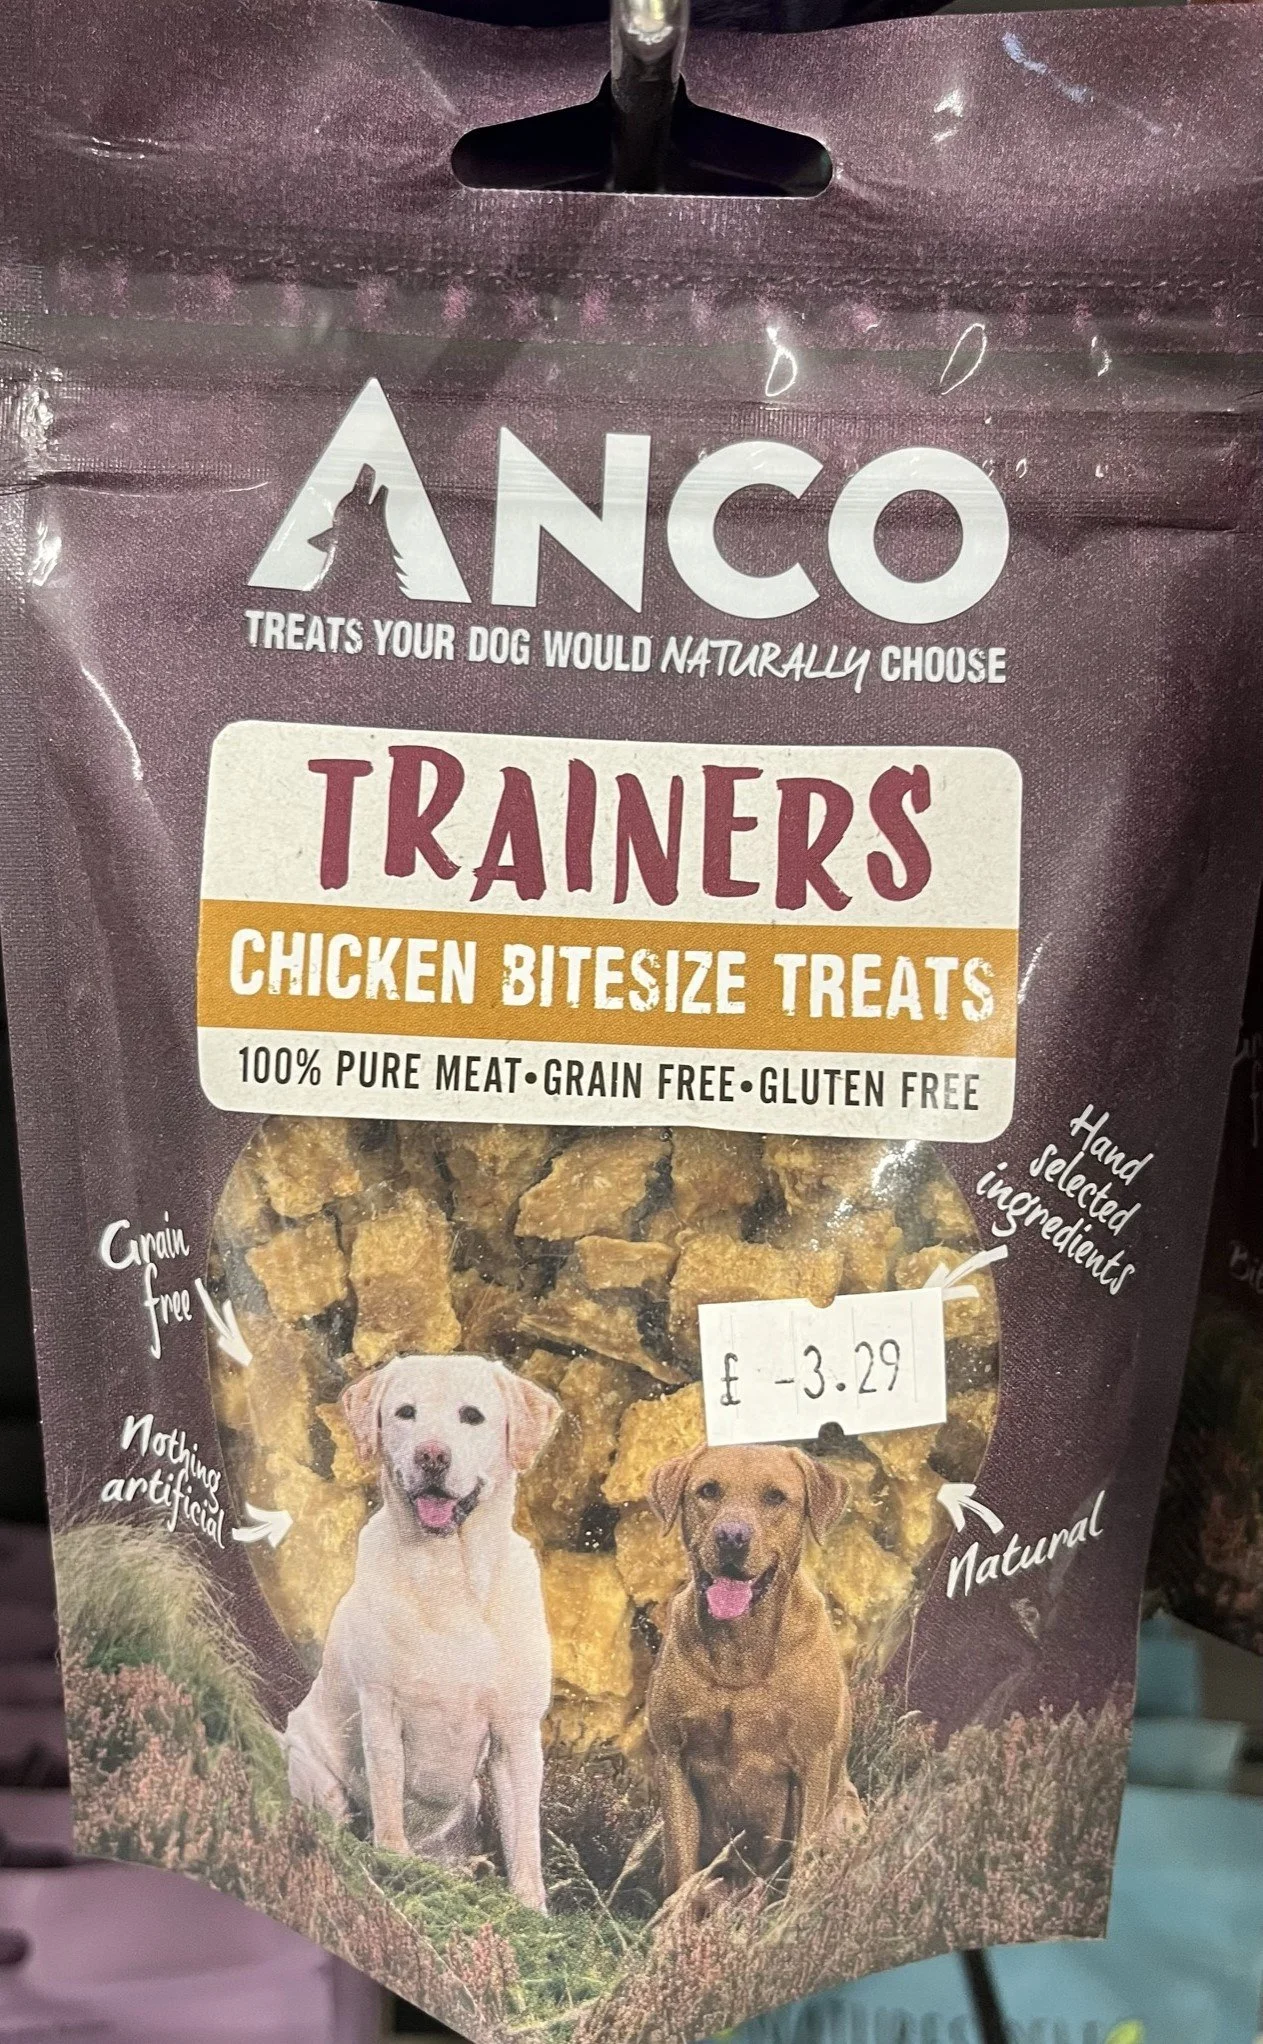 ANCO
TREATS YOUR DOG WOULD NATURALLY CHOOSE
TRAINERS
CHICKEN BITESIZE TREATS
100% PURE MEAT•GRAIN FREE•GLUTEN FREE
Hand
selected
ingredients
Grain
free
£ -3.29
Nothing
artificial
Natural